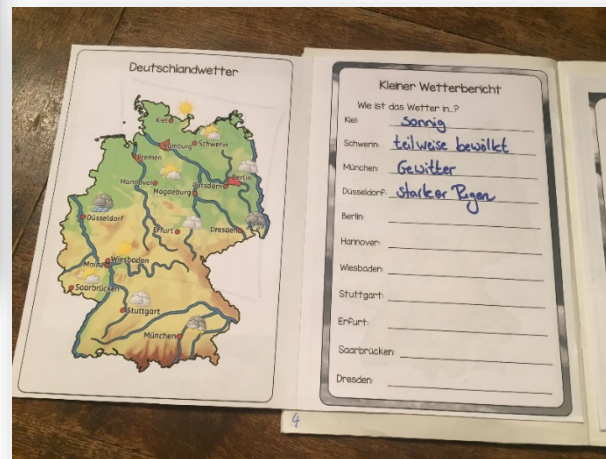 Deutschlandwetter
Kiel
Hamburg
Schwerin
Bremen
Berlin
Hannover
Potsdam
Magdeburg
Düsseldorf
Erfurt
Dresden
Wiesbaden
Mainz
Saarbrücken
Stuttgart
München
Kleiner Wetterbericht
Wie ist das Wetter in..?
Kiel: sonnig
Schwerin: teilweise bewölkt
München: Gewitter
Düsseldorf: starker Regen
Berlin:
Hannover:
Wiesbaden:
Stuttgart:
Erfurt:
Saarbrücken:
Dresden:
4